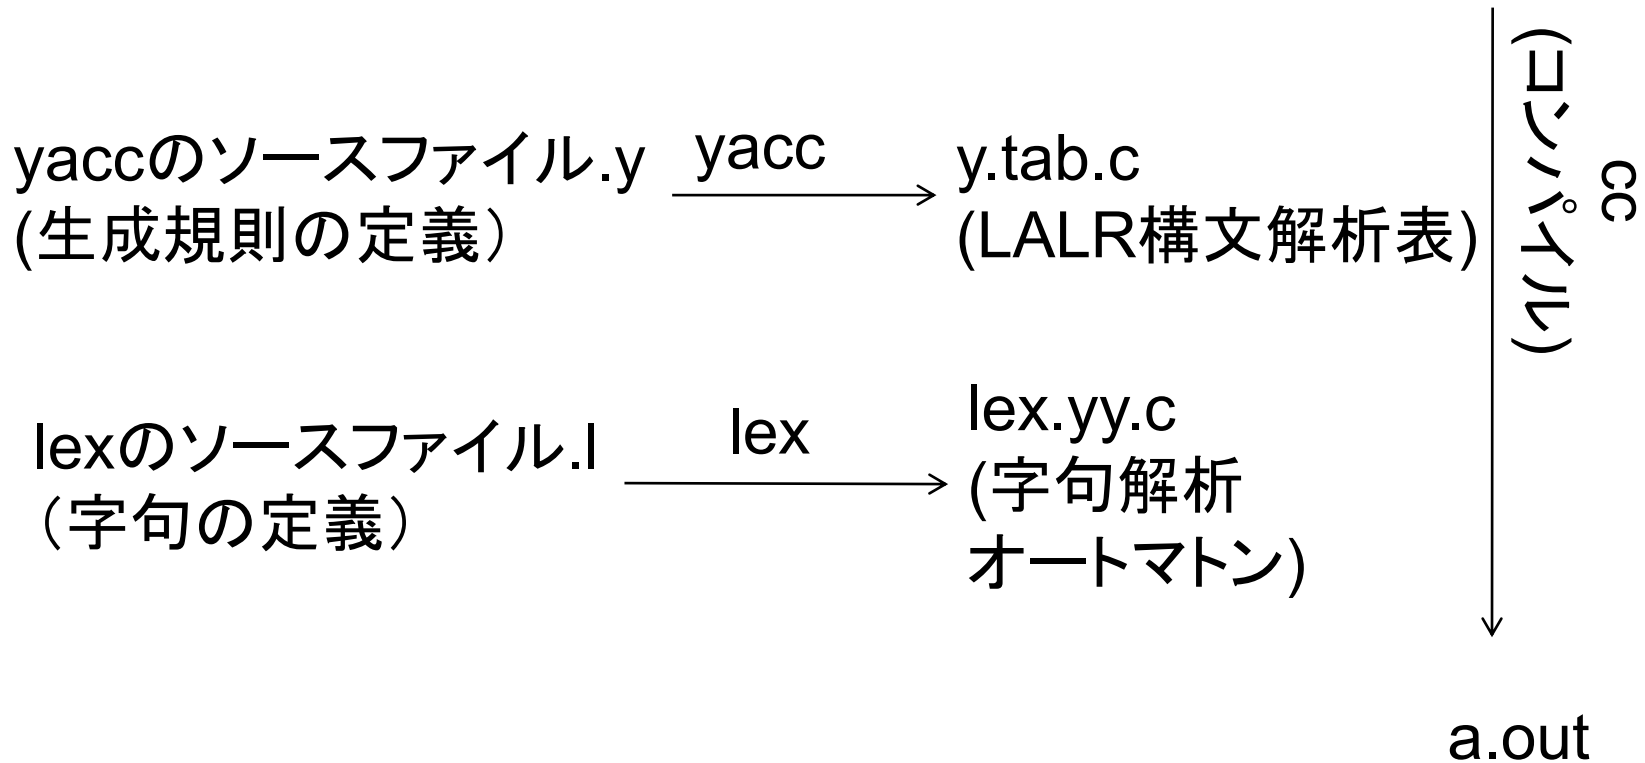 yaccのソースファイル.y
(生成規則の定義）
yacc
y.tab.c
(LALR構文解析表)
cc
(コンパイル)
lexのソースファイル.l
（字句の定義）
lex
lex.yy.c
(字句解析
オートマトン)
a.out